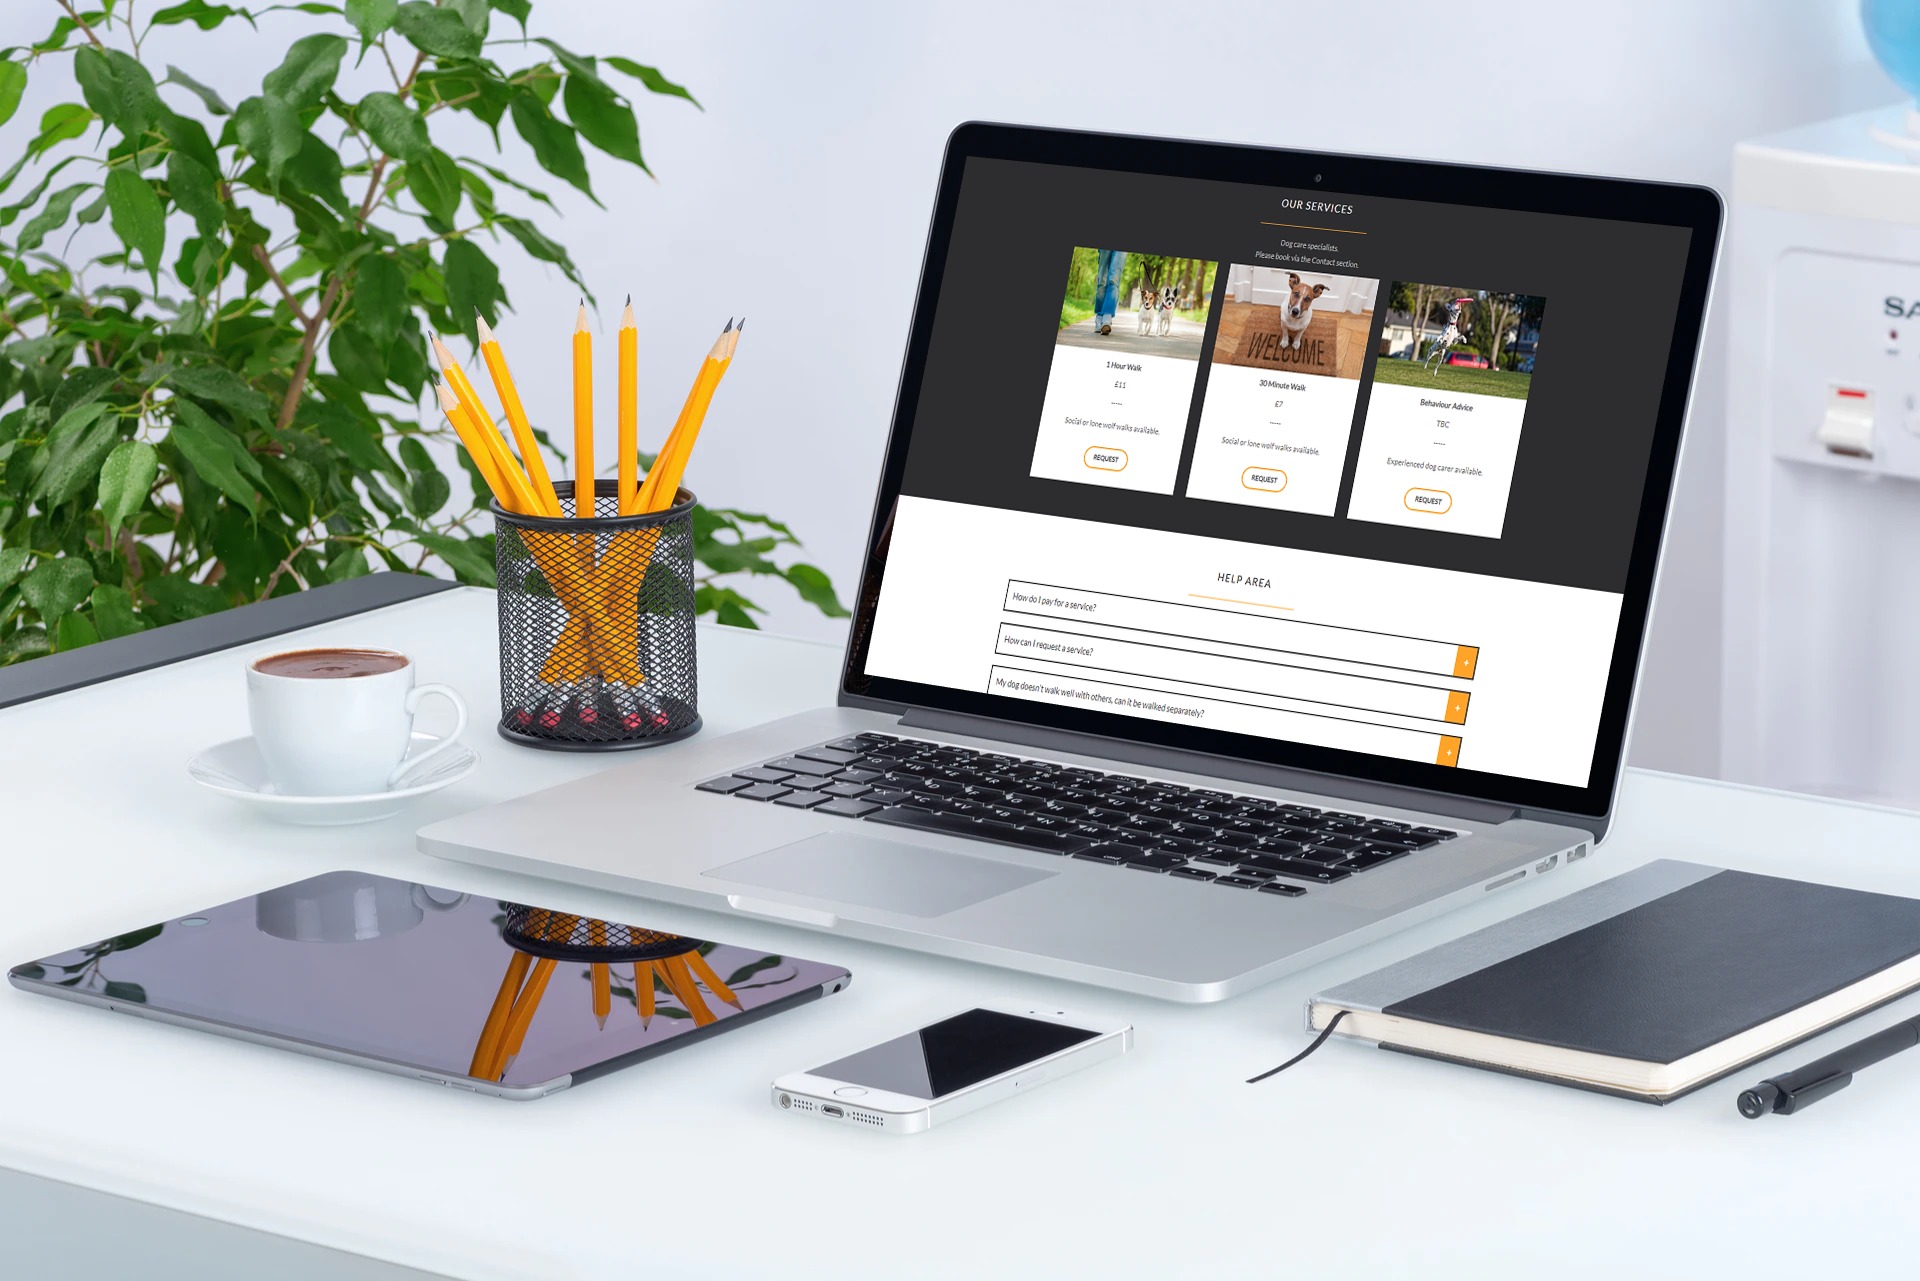 OUR SERVICES
Dog care specialists.
Please book via the Contact section.
WELCOME
1 Hour Walk
£11
-----
Social or lone wolf walks available.
REQUEST
30 Minute Walk
£7
-----
Social or lone wolf walks available.
REQUEST
Behaviour Advice
TBC
-----
Experienced dog carer available.
REQUEST
HELP AREA
How do I pay for a service?
+
How can I request a service?
+
My dog doesn't walk well with others, can it be walked separately?
+
SA